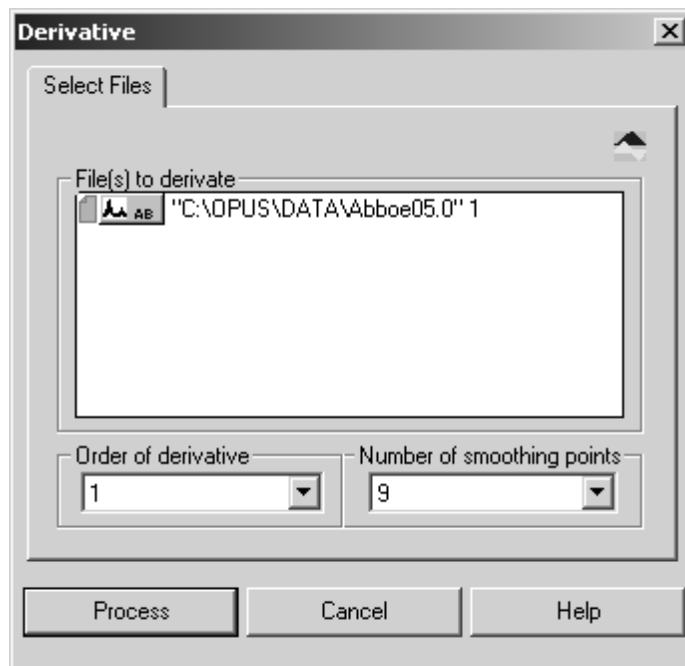 Derivative
Select Files
File(s) to derivate
AB "C:\OPUS\DATA\Abboe05.0" 1
Order of derivative Number of smoothing points
1 9
Process Cancel Help